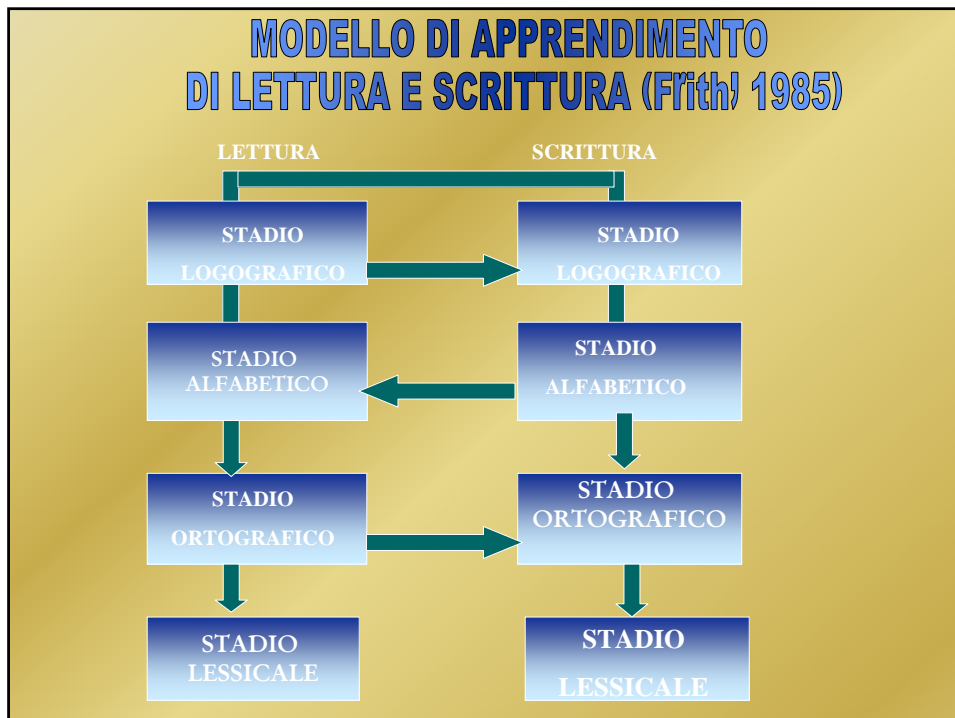 MODELLO DI APPRENDIMENTO
DI LETTURA E SCRITTURA (Frith, 1985)
LETTURA
SCRITTURA
STADIO
LOGOGRAFICO
STADIO
LOGOGRAFICO
STADIO
ALFABETICO
STADIO
ALFABETICO
STADIO
ORTOGRAFICO
STADIO
ORTOGRAFICO
STADIO
LESSICALE
STADIO
LESSICALE